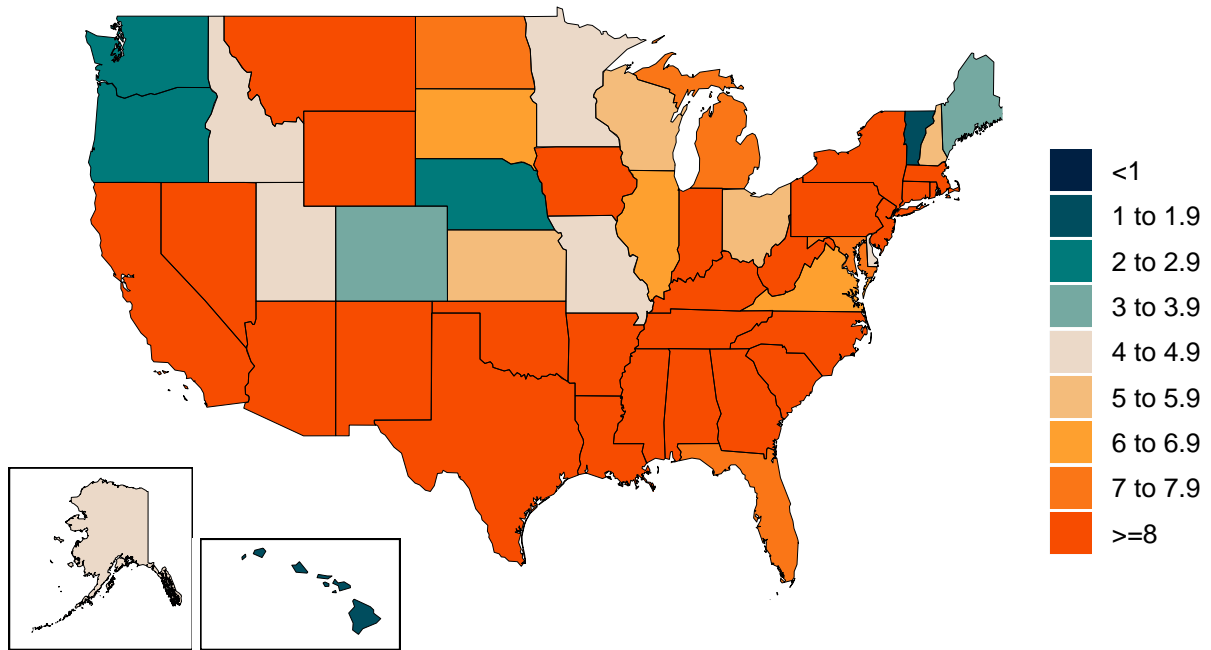 <1
1 to 1.9
2 to 2.9
3 to 3.9
4 to 4.9
5 to 5.9
6 to 6.9
7 to 7.9
>=8